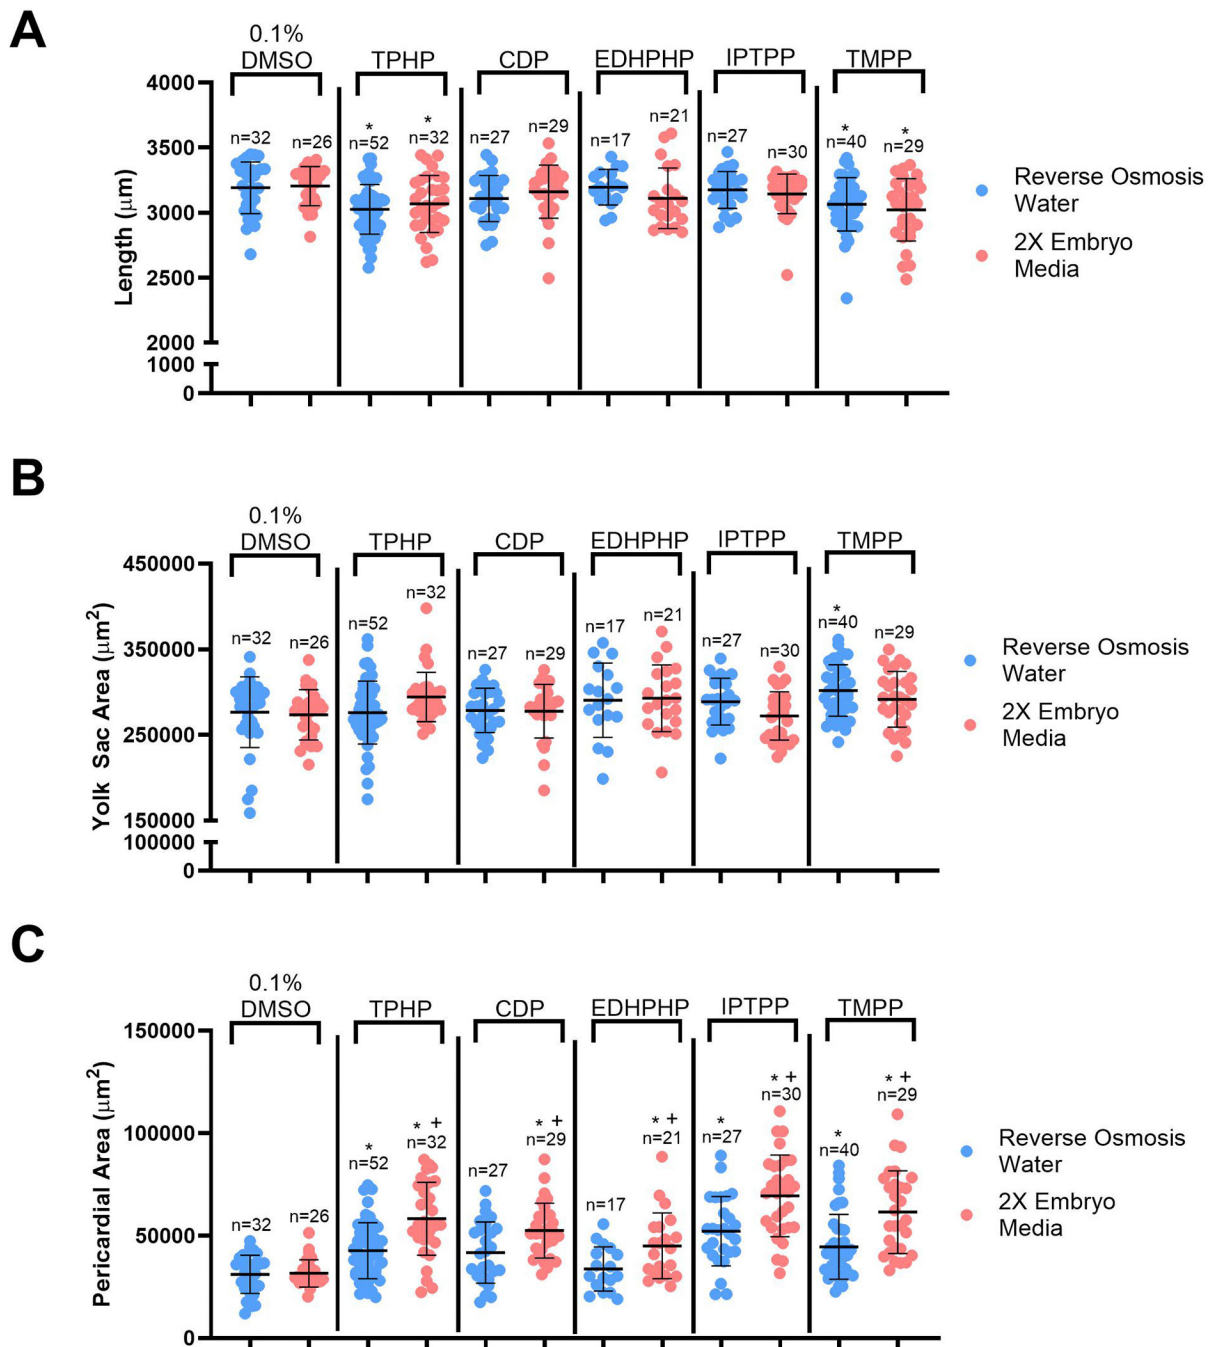 A
0.1%
DMSO
TPHP
CDP
EDHPHP
IPTPP
TMPP
4000
3500
3000
2500
2000
1000
0
Length (μm)
n=32
n=26
*
n=52
*
n=32
n=27
n=29
n=17
n=21
n=27
n=30
*
n=40
*
n=29
Reverse Osmosis
Water
2X Embryo
Media
B
0.1%
DMSO
TPHP
CDP
EDHPHP
IPTPP
TMPP
450000
350000
250000
150000
100000
0
Yolk Sac Area (μm²)
n=32
n=26
n=52
n=32
n=27
n=29
n=17
n=21
n=27
n=30
*
n=40
n=29
Reverse Osmosis
Water
2X Embryo
Media
C
0.1%
DMSO
TPHP
CDP
EDHPHP
IPTPP
TMPP
150000
100000
50000
0
Pericardial Area (μm²)
n=32
n=26
*
n=52
* +
n=32
n=27
* +
n=29
n=17
* +
n=21
*
n=27
* +
n=30
*
n=40
* +
n=29
Reverse Osmosis
Water
2X Embryo
Media